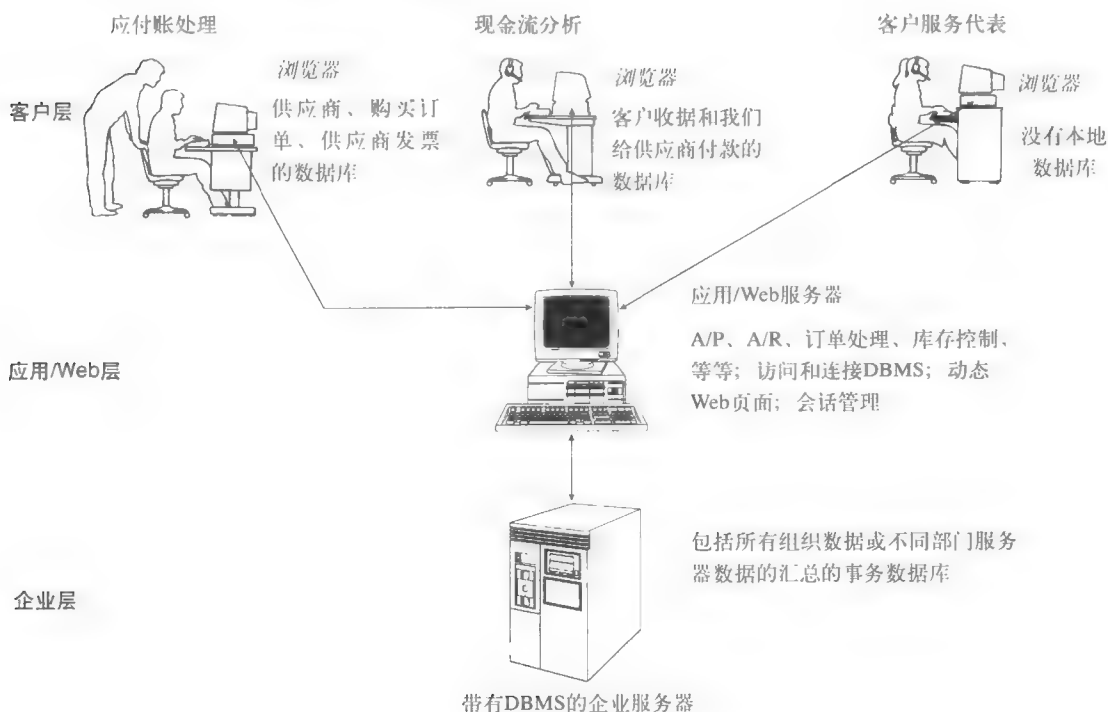 应付账处理
现金流分析
客户服务代表
客户层
浏览器
供应商、购买订
单、供应商发票
的数据库
浏览器
客户收据和我们
给供应商付款的
数据库
浏览器
没有本地
数据库
应用/Web层
应用/Web服务器
A/P、A/R、订单处理、库存控制、
等等；访问和连接DBMS；动态
Web页面；会话管理
企业层
包括所有组织数据或不同部门服务
器数据的汇总的事务数据库
带有DBMS的企业服务器